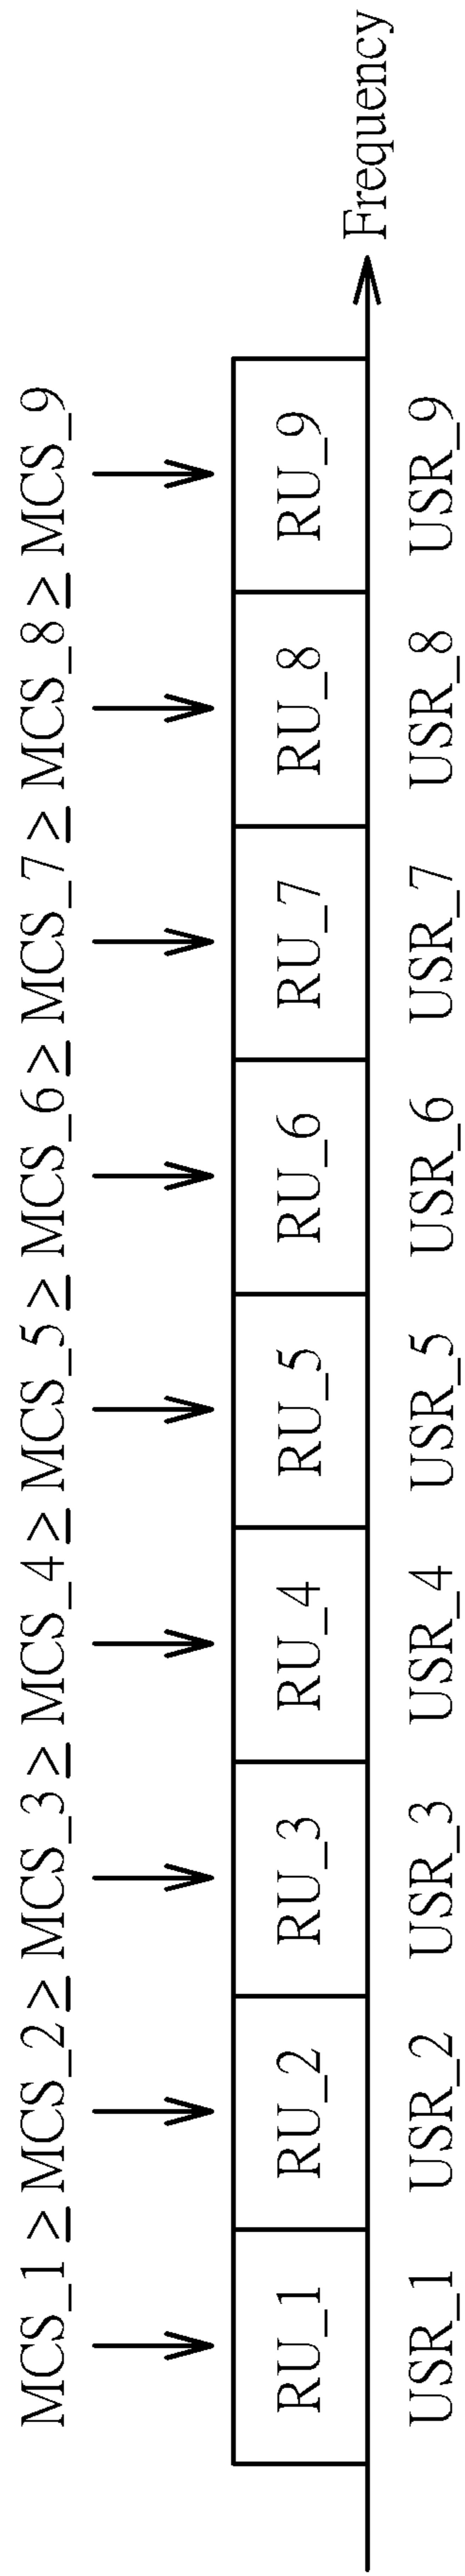 MCS_1 ≥ MCS_2 ≥ MCS_3 ≥ MCS_4 ≥ MCS_5 ≥ MCS_6 ≥ MCS_7 ≥ MCS_8 ≥ MCS_9
RU_1 RU_2 RU_3 RU_4 RU_5 RU_6 RU_7 RU_8 RU_9
Frequency
USR_1 USR_2 USR_3 USR_4 USR_5 USR_6 USR_7 USR_8 USR_9